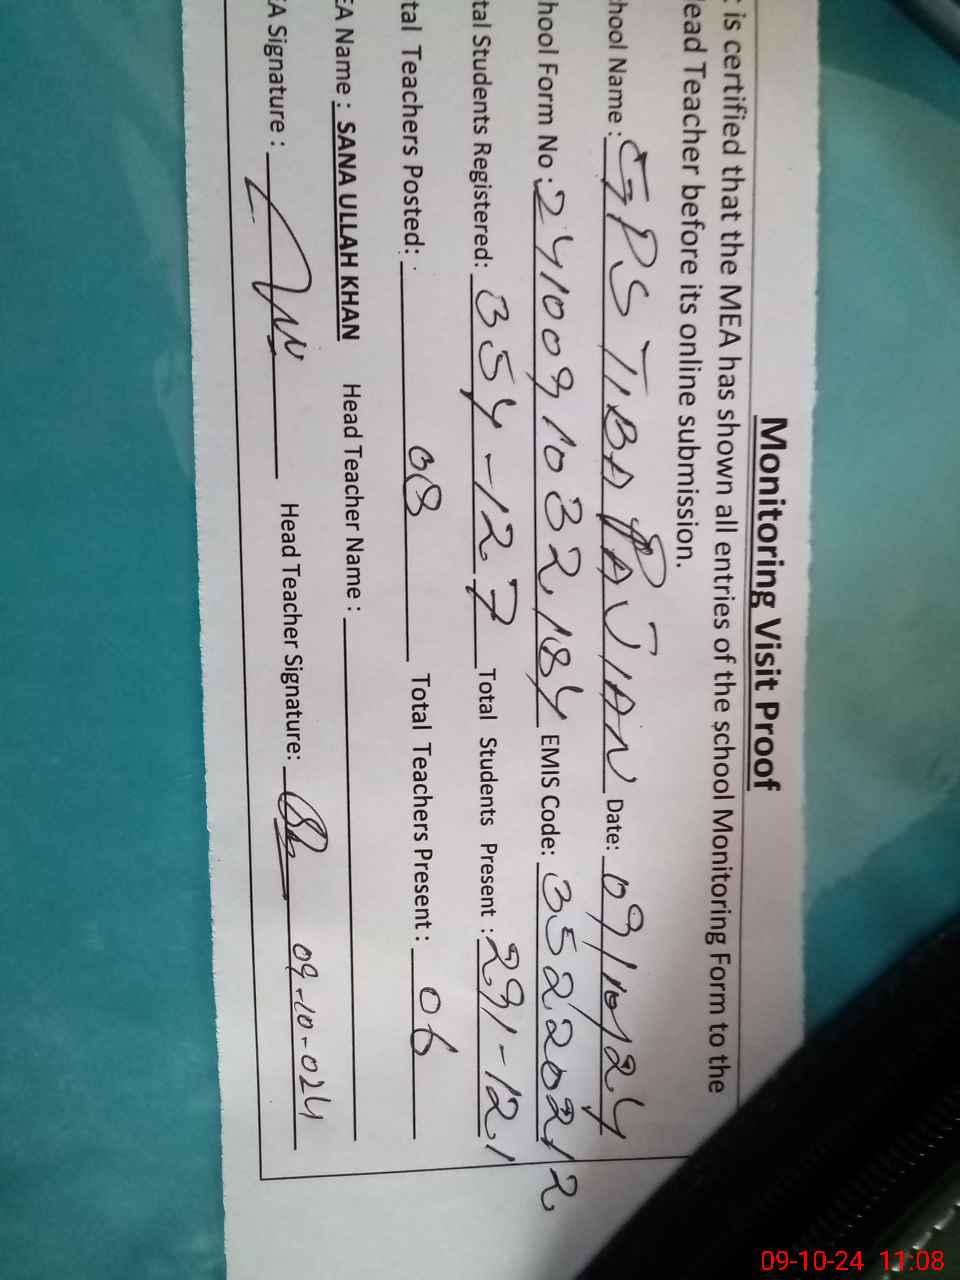 Monitoring Visit Proof
is certified that the MEA has shown all entries of the school Monitoring Form to the
ead Teacher before its online submission.
hool Name : GPS TIBA PAJIAN Date: 09/10/24
hool Form No : 2410091032184 EMIS Code: 35220212
tal Students Registered: 354-127 Total Students Present : 291-121
tal Teachers Posted: 08 Total Teachers Present : 06
EA Name : SANA ULLAH KHAN Head Teacher Name :
EA Signature : Head Teacher Signature: 09-10-024
09-10-24 11:08